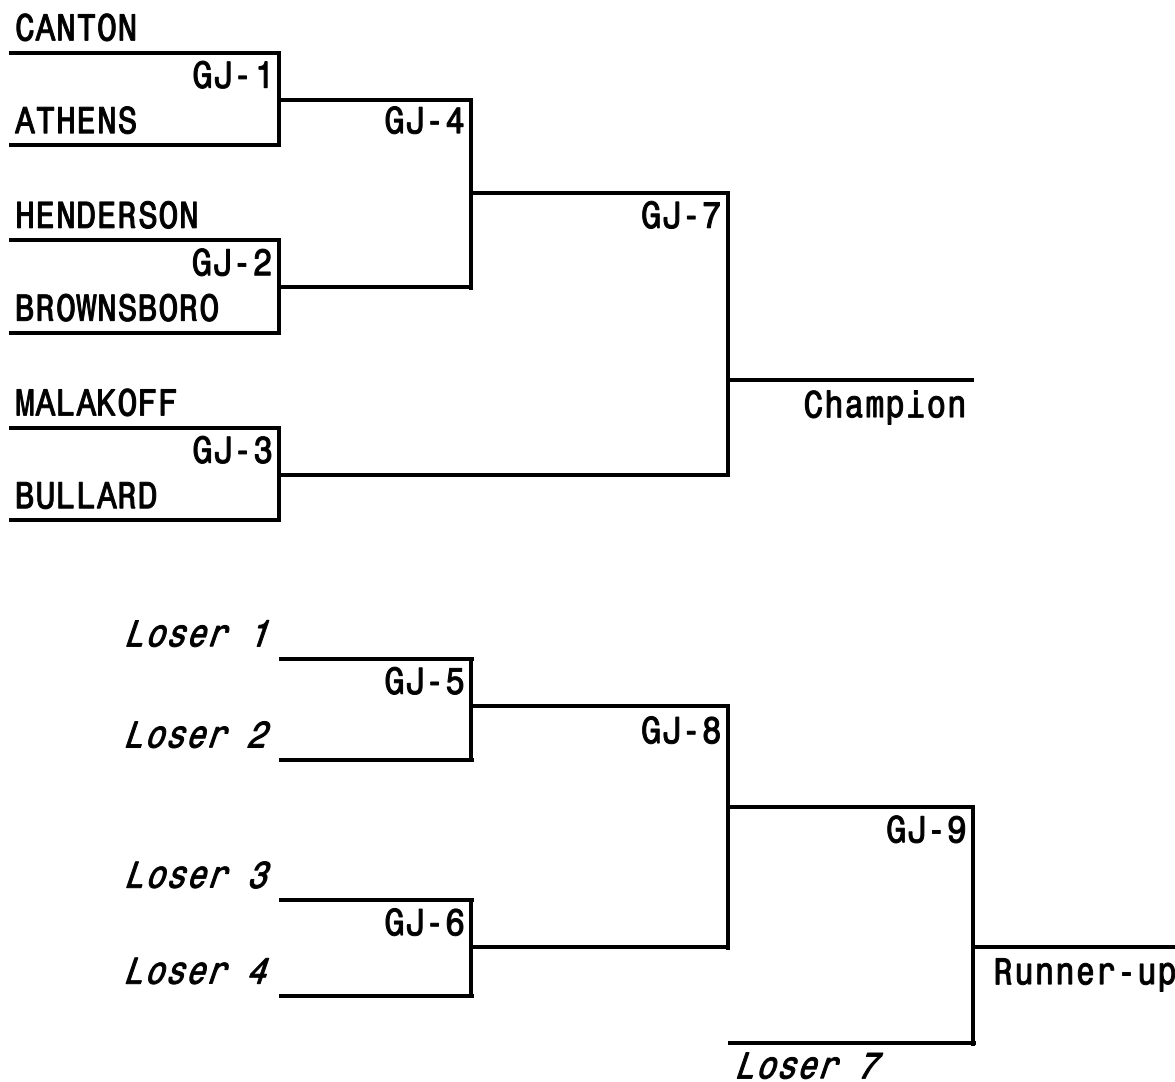 CANTON
GJ-1
ATHENS
GJ-4
HENDERSON
GJ-7
GJ-2
BROWNSBORO
MALAKOFF
Champion
GJ-3
BULLARD
Loser 1
GJ-5
Loser 2
GJ-8
GJ-9
Loser 3
GJ-6
Loser 4
Runner-up
Loser 7